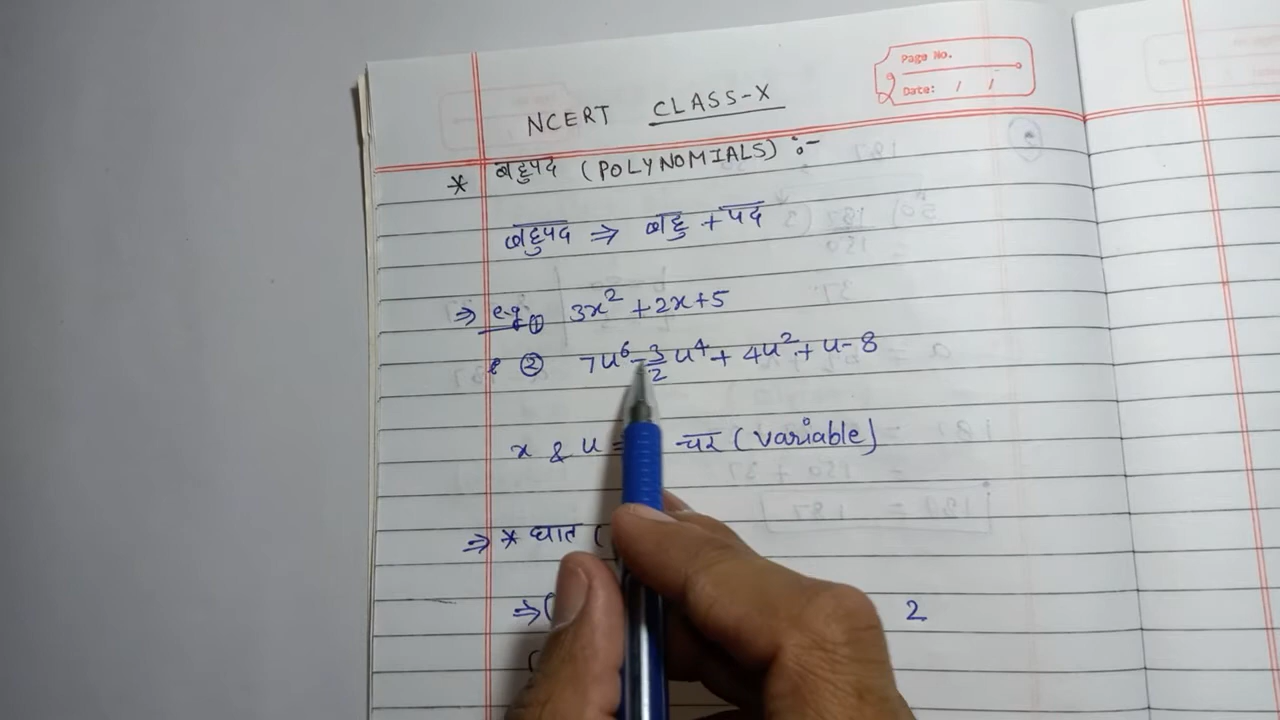 Page No.
Date: / /
NCERT CLASS-X
* बहुपद (POLYNOMIALS) :-
बहुपद ⇒ बहु + पद
⇒ e.g. ① 3x² + 2x + 5
② 7u⁶ - 3/2 u⁴ + 4u² + u - 8
x & u = चर (variable)
⇒ * घात (
⇒ ( 2
(